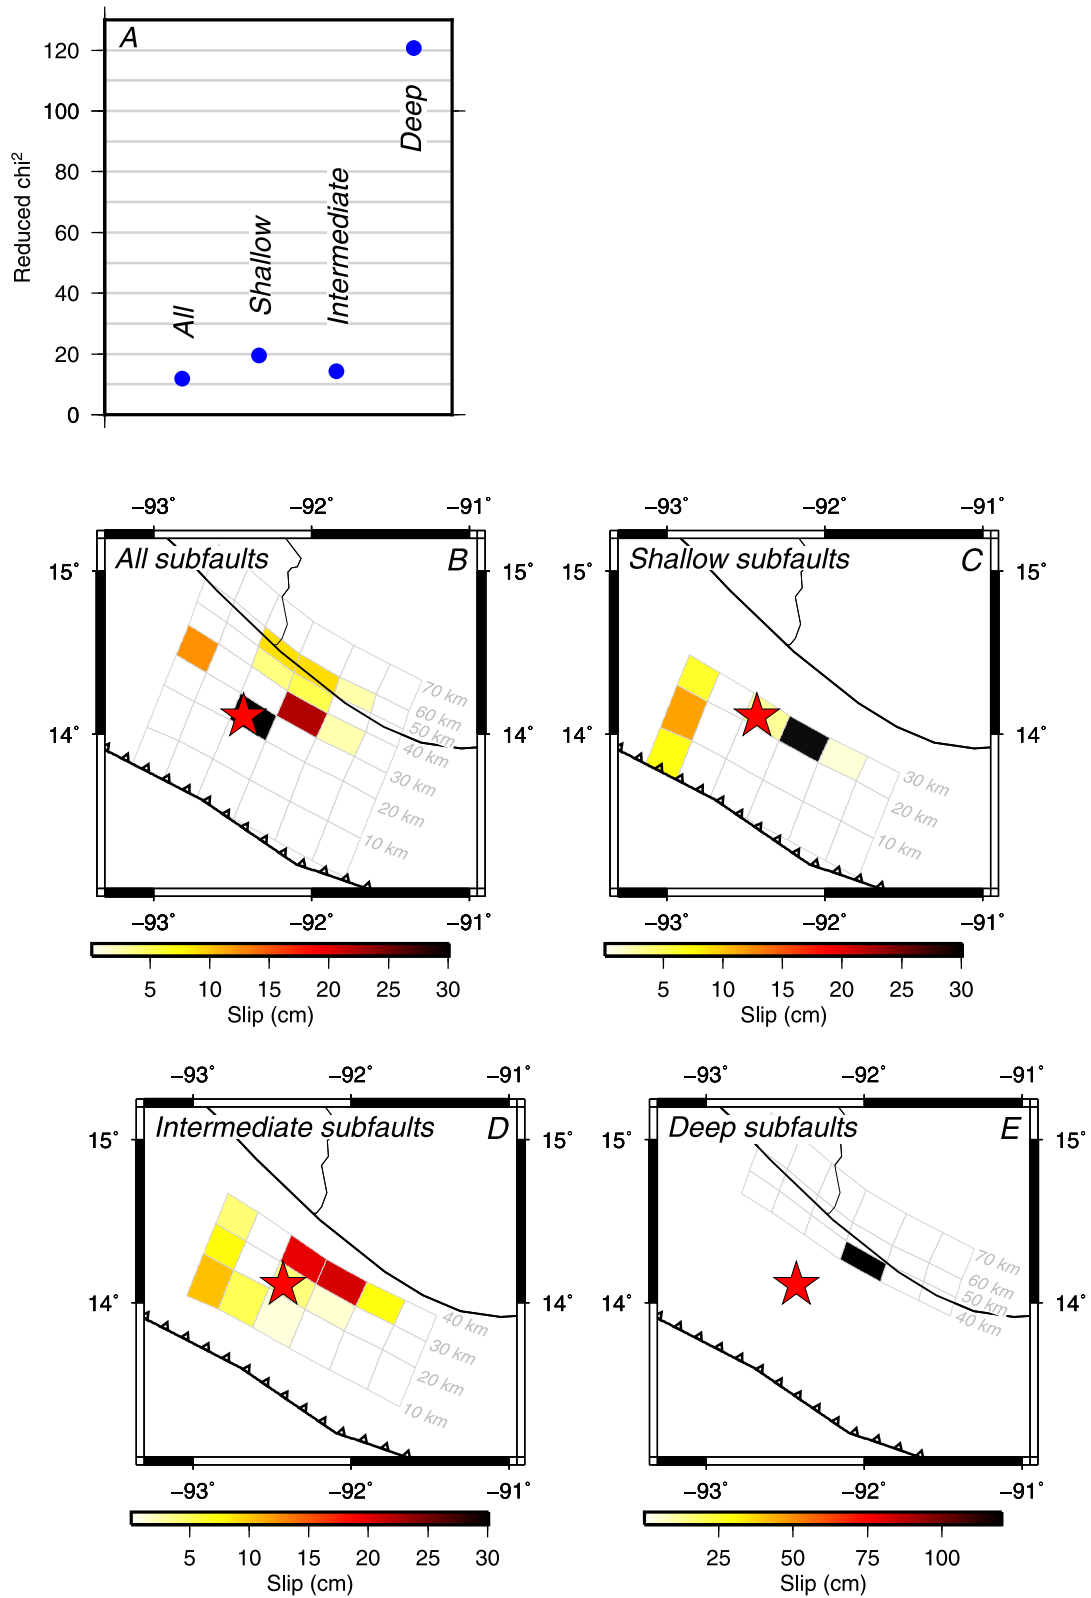 A
120
100
80
60
40
20
0
Reduced chi²
All
Shallow
Intermediate
Deep
−93° −92° −91°
All subfaults B
15°
14°
70 km
60 km
50 km
40 km
30 km
20 km
10 km
−93° −92° −91°
5 10 15 20 25 30
Slip (cm)
−93° −92° −91°
Shallow subfaults C
15° 15°
14° 14°
30 km
20 km
10 km
−93° −92° −91°
5 10 15 20 25 30
Slip (cm)
−93° −92° −91°
Intermediate subfaults D
15° 15°
14° 14°
40 km
30 km
20 km
10 km
−93° −92° −91°
5 10 15 20 25 30
Slip (cm)
−93° −92° −91°
Deep subfaults E
15°
14°
70 km
60 km
50 km
40 km
−93° −92° −91°
25 50 75 100
Slip (cm)